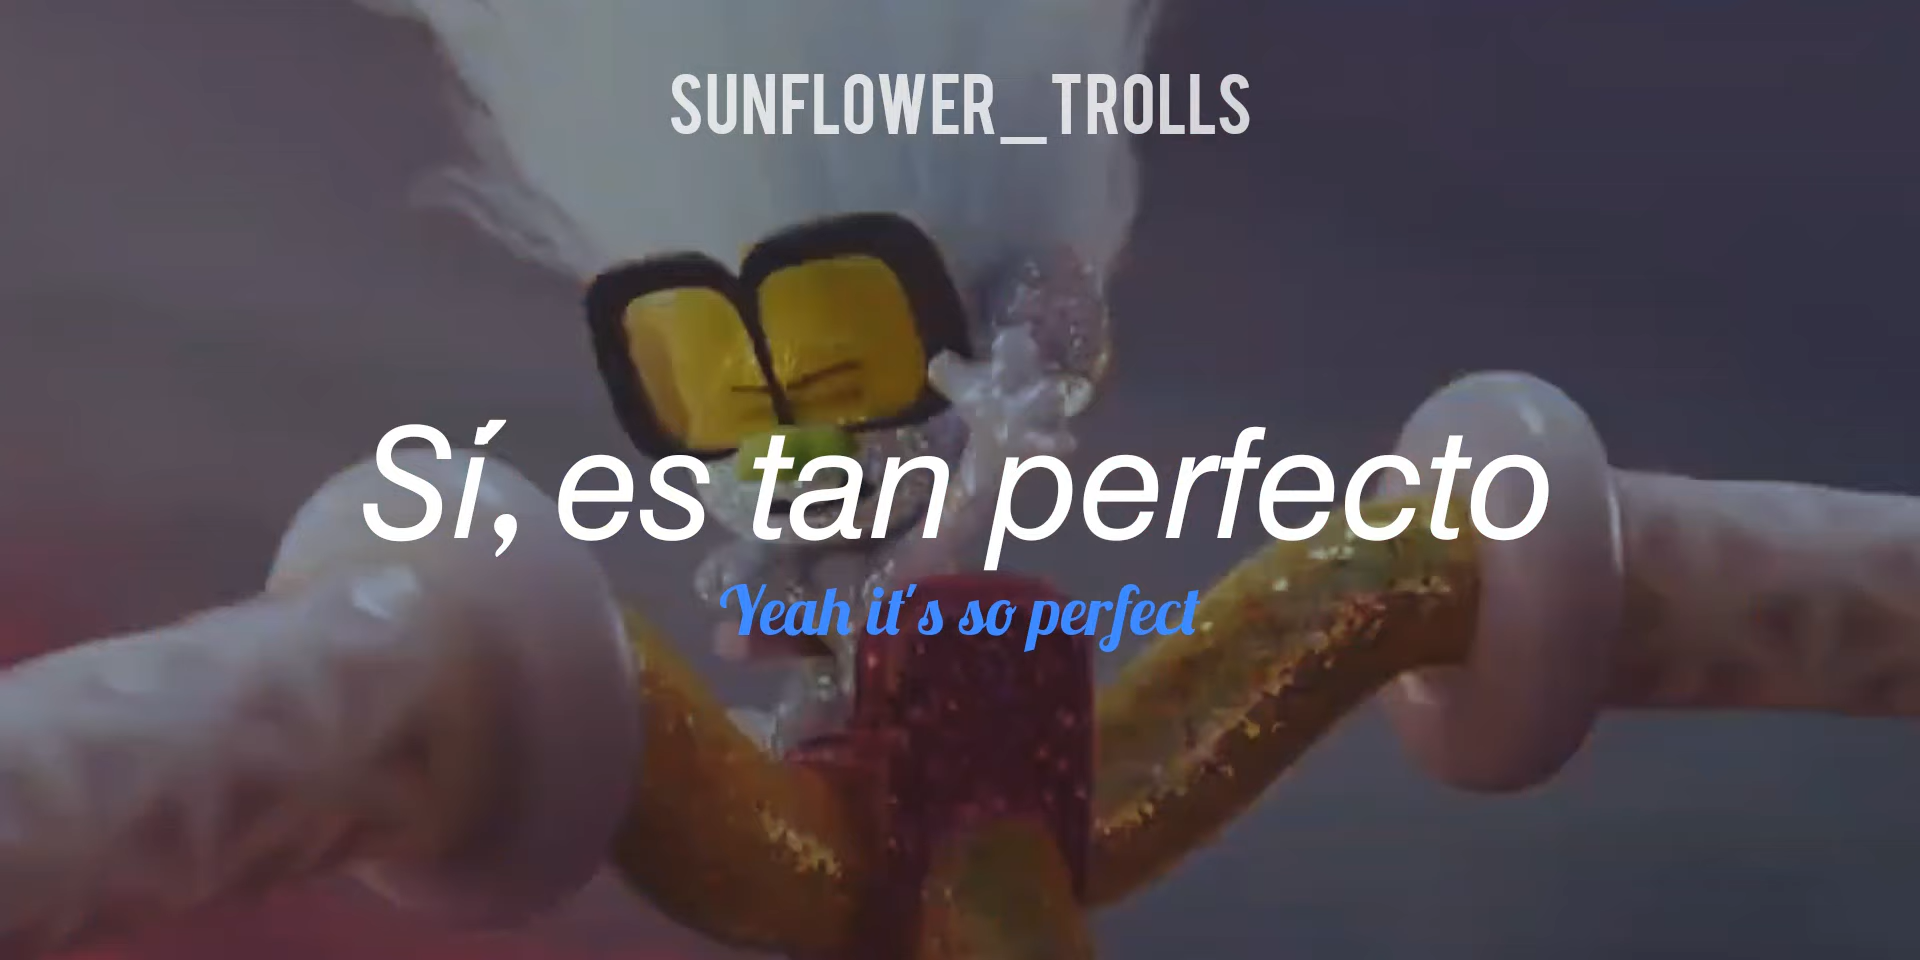 SUNFLOWER_TROLLS
Sí, es tan perfecto
Yeah it's so perfect